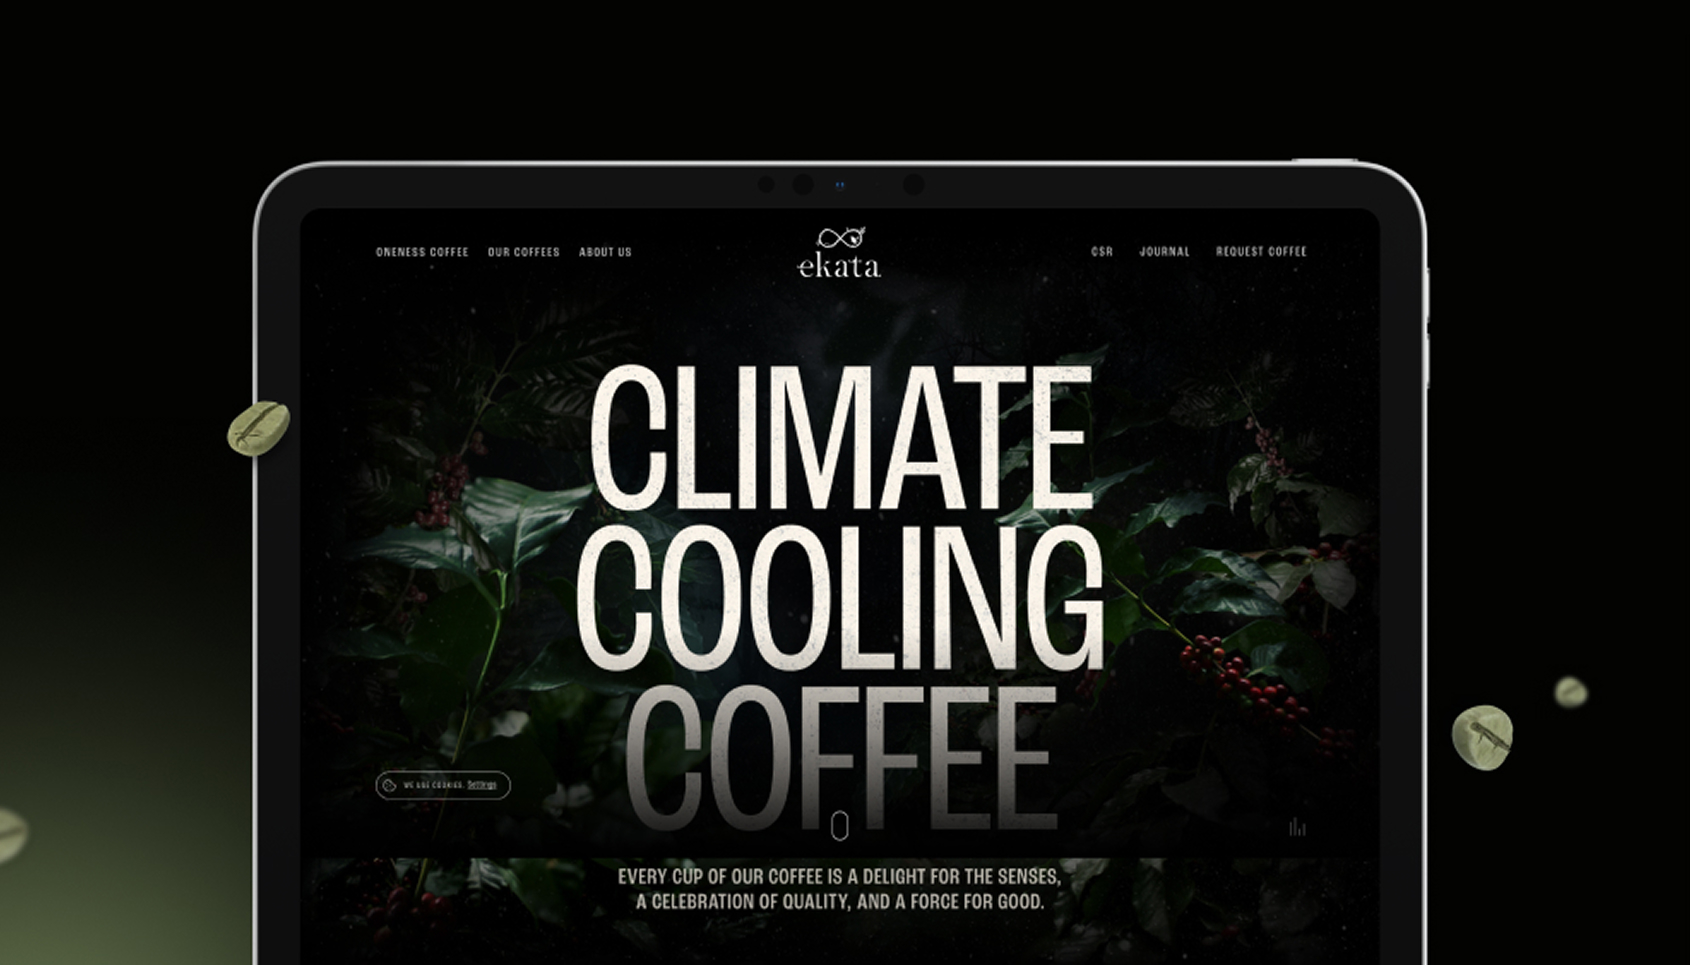 ONENESS COFFEE OUR COFFEES ABOUT US
ekata
CSR JOURNAL REQUEST COFFEE
CLIMATE
COOLING
COFFEE
WE USE COOKIES. Settings
EVERY CUP OF OUR COFFEE IS A DELIGHT FOR THE SENSES,
A CELEBRATION OF QUALITY, AND A FORCE FOR GOOD.